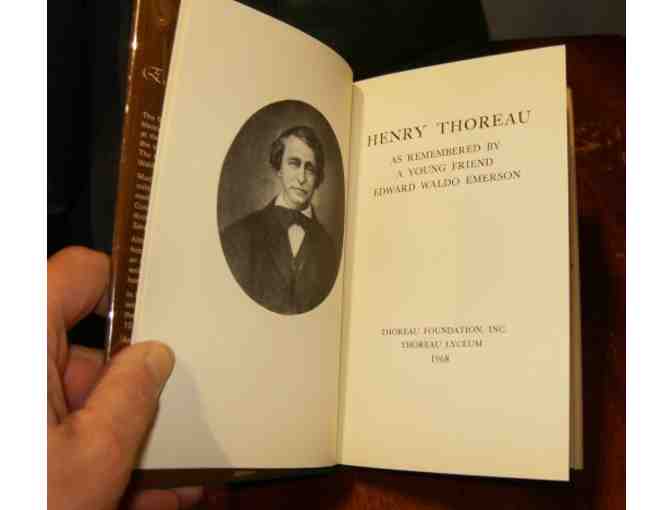 HENRY THOREAU
AS REMEMBERED BY
A YOUNG FRIEND
EDWARD WALDO EMERSON
THOREAU FOUNDATION, INC.
THOREAU LYCEUM
1968